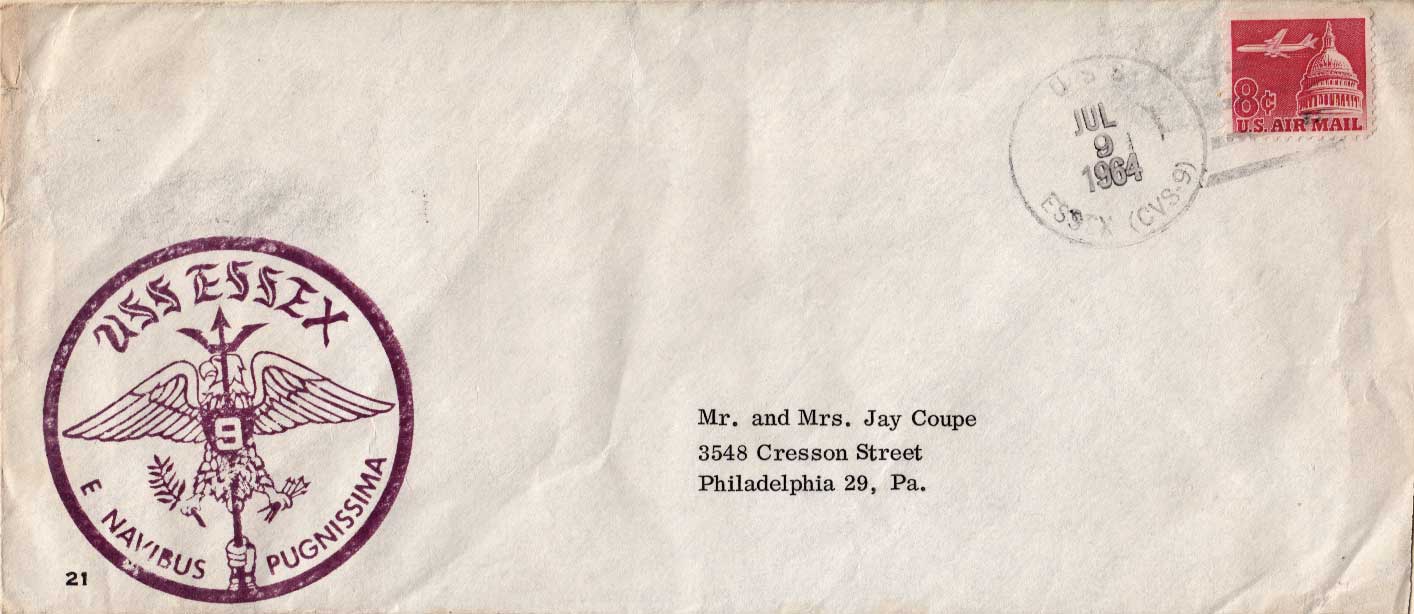 8¢
U.S. AIR MAIL
U.S.S.
JUL
9
1964
ESSEX (CVS-9)
USS ESSEX
9
E NAVIBUS PUGNISSIMA
Mr. and Mrs. Jay Coupe
3548 Cresson Street
Philadelphia 29, Pa.
21